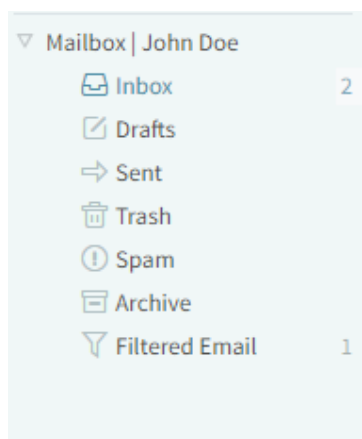 Mailbox | John Doe
Inbox 2
Drafts
Sent
Trash
Spam
Archive
Filtered Email 1